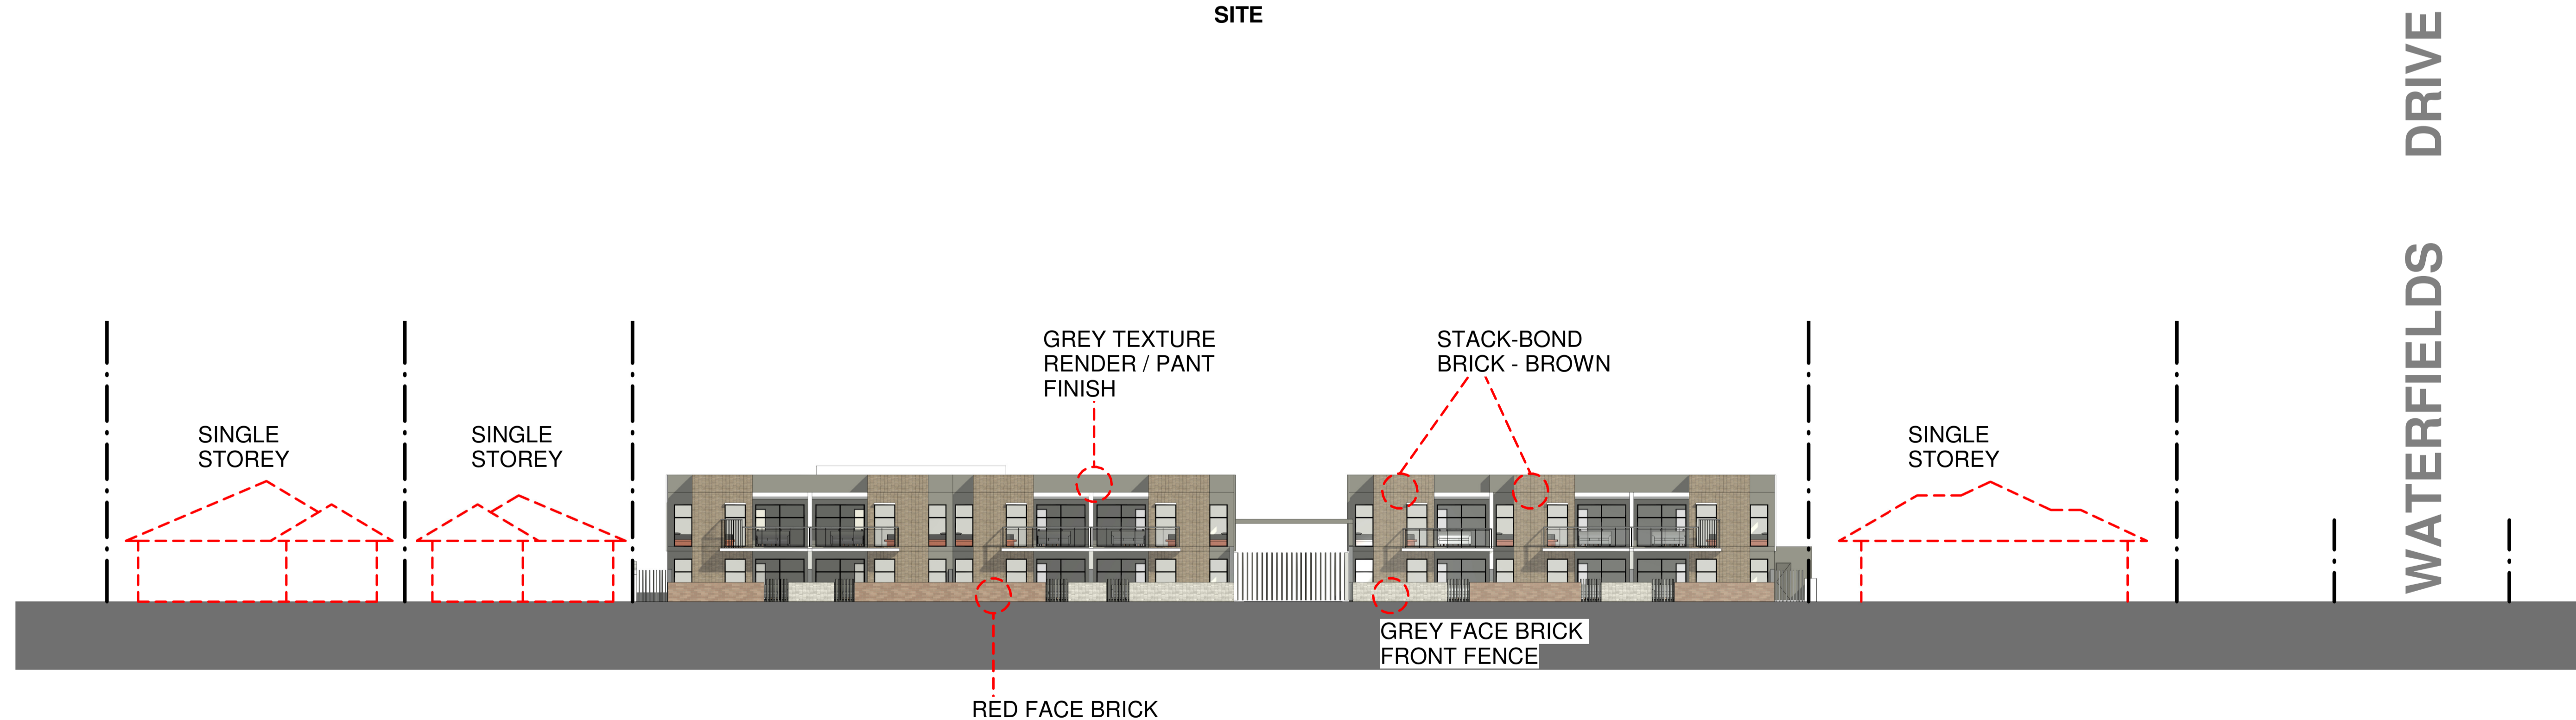 SITE
WATERFIELDS DRIVE
GREY TEXTURE
RENDER / PANT
FINISH
STACK-BOND
BRICK - BROWN
SINGLE
STOREY
SINGLE
STOREY
SINGLE
STOREY
GREY FACE BRICK
FRONT FENCE
RED FACE BRICK